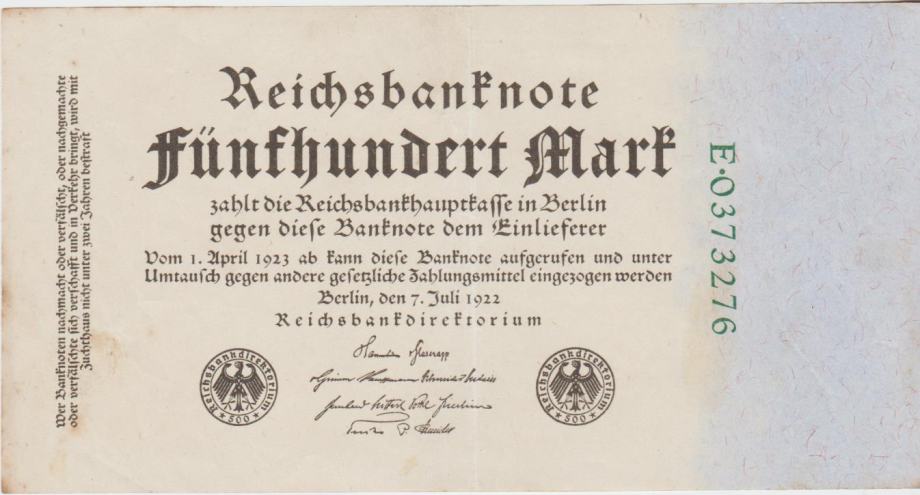 Reichsbanknote
Fünfhundert Mark
zahlt die Reichsbankhauptkasse in Berlin
gegen diese Banknote dem Einlieferer
Vom 1. April 1923 ab kann diese Banknote aufgerufen und unter
Umtausch gegen andere gesetzliche Zahlungsmittel eingezogen werden
Berlin, den 7. Juli 1922
Reichsbankdirektorium
Reichsbankdirektorium
500
Reichsbankdirektorium
500
Wer Banknoten nachmacht oder verfälscht, oder nachgemachte
oder verfälschte sich verschafft und in Verkehr bringt, wird mit
Zuchthaus nicht unter zwei Jahren bestraft
E·0373276